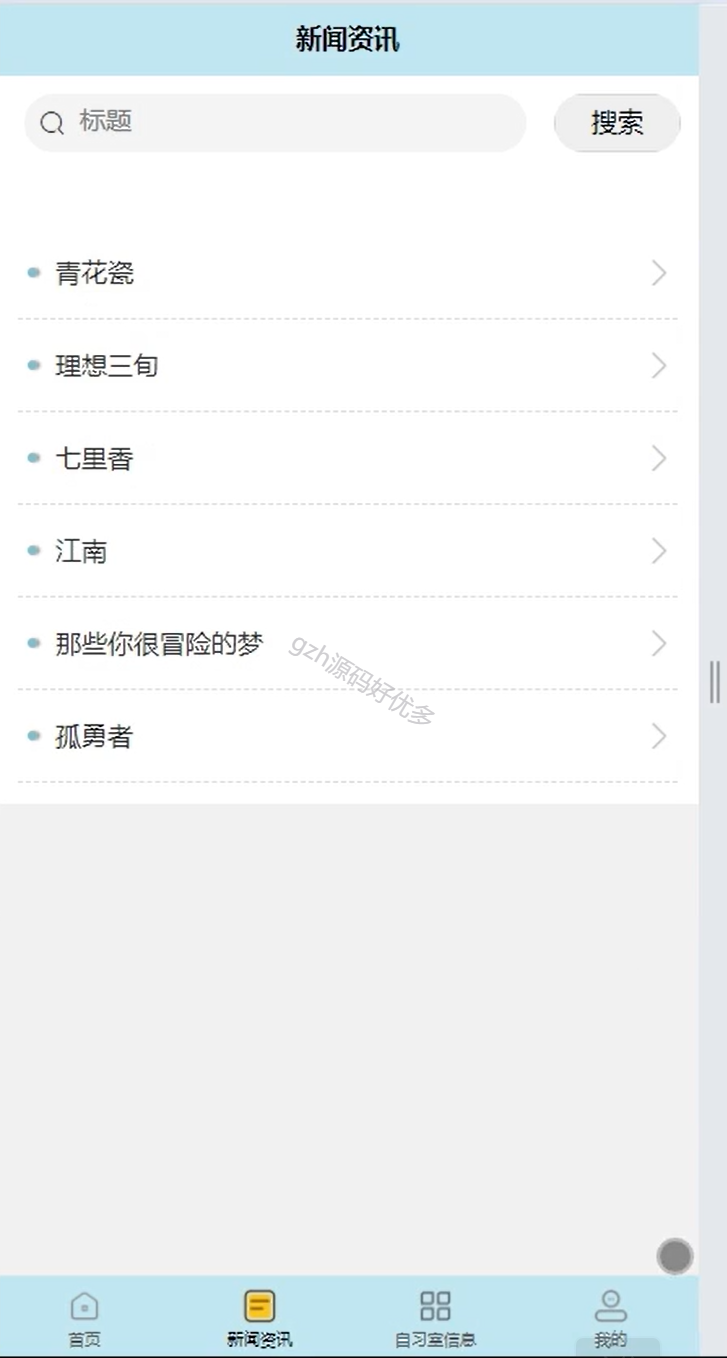 新闻资讯
标题
搜索
青花瓷
理想三旬
七里香
江南
那些你很冒险的梦
gzh源码好优多
孤勇者
首页
新闻资讯
自习室信息
我的